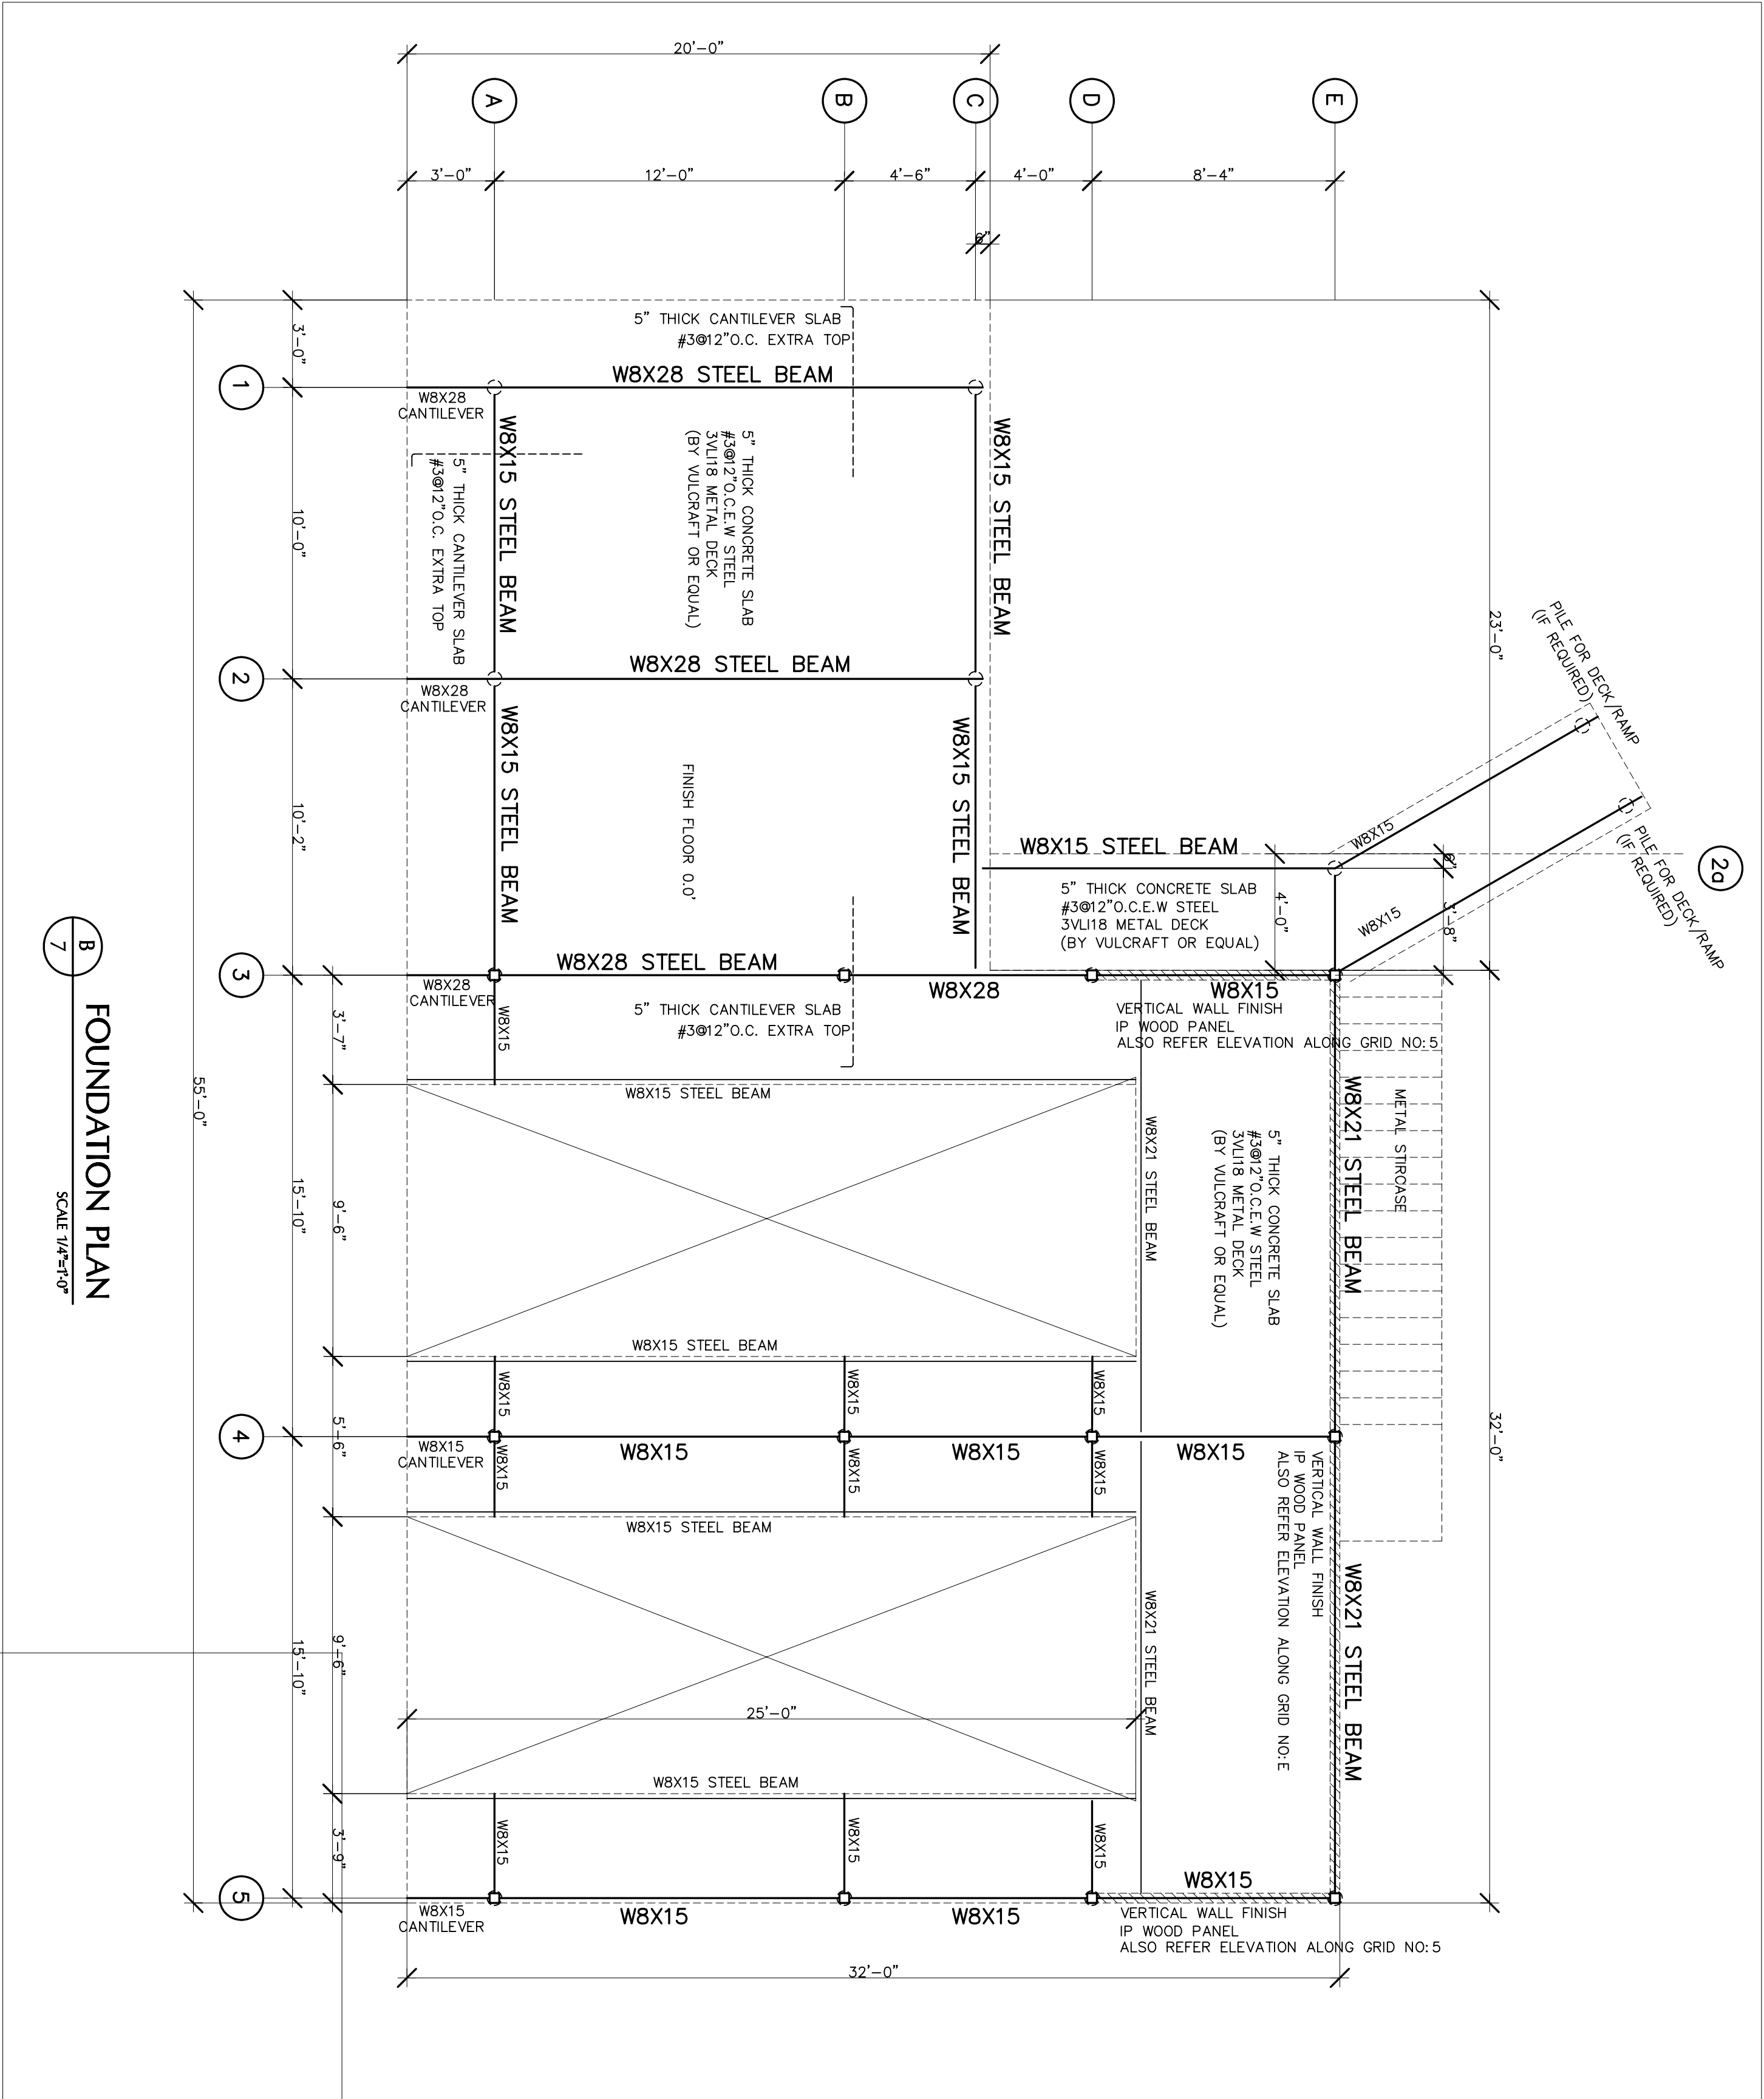 20'-0"
A
B
C
D
E
3'-0"
12'-0"
4'-6"
4'-0"
8'-4"
6"
5" THICK CANTILEVER SLAB
#3@12"O.C. EXTRA TOP
3'-0"
1
W8X28 STEEL BEAM
W8X28
CANTILEVER
W8X15 STEEL BEAM
5" THICK CONCRETE SLAB
#3@12"O.C.E.W STEEL
3VLI18 METAL DECK
(BY VULCRAFT OR EQUAL)
W8X15 STEEL BEAM
5" THICK CANTILEVER SLAB
#3@12"O.C. EXTRA TOP
10'-0"
23'-0"
PILE FOR DECK/RAMP
(IF REQUIRED)
2
W8X28 STEEL BEAM
W8X28
CANTILEVER
W8X15 STEEL BEAM
FINISH FLOOR 0.0'
W8X15 STEEL BEAM
10'-2"
W8X15 STEEL BEAM
W8X15
6"
2a
PILE FOR DECK/RAMP
(IF REQUIRED)
5" THICK CONCRETE SLAB
#3@12"O.C.E.W STEEL
3VLI18 METAL DECK
(BY VULCRAFT OR EQUAL)
4'-0"
W8X15
3'-8"
3
W8X28 STEEL BEAM
W8X28
CANTILEVER
W8X15
W8X28
W8X15
5" THICK CANTILEVER SLAB
#3@12"O.C. EXTRA TOP
VERTICAL WALL FINISH
IP WOOD PANEL
ALSO REFER ELEVATION ALONG GRID NO:5
3'-7"
B
7
FOUNDATION PLAN
SCALE 1/4"=1'-0"
55'-0"
W8X15 STEEL BEAM
W8X21 STEEL BEAM
5" THICK CONCRETE SLAB
#3@12"O.C.E.W STEEL
3VLI18 METAL DECK
(BY VULCRAFT OR EQUAL)
W8X21 STEEL BEAM
METAL STIRCASE
15'-10"
9'-6"
W8X15 STEEL BEAM
W8X15
W8X15
W8X15
5'-6"
32'-0"
4
W8X15
CANTILEVER
W8X15
W8X15
W8X15
W8X15
W8X15
W8X15
VERTICAL WALL FINISH
IP WOOD PANEL
ALSO REFER ELEVATION ALONG GRID NO:E
W8X15 STEEL BEAM
W8X21 STEEL BEAM
W8X21 STEEL BEAM
15'-10"
9'-6"
25'-0"
W8X15 STEEL BEAM
W8X15
W8X15
W8X15
3'-9"
W8X15
5
W8X15
CANTILEVER
W8X15
W8X15
VERTICAL WALL FINISH
IP WOOD PANEL
ALSO REFER ELEVATION ALONG GRID NO:5
32'-0"